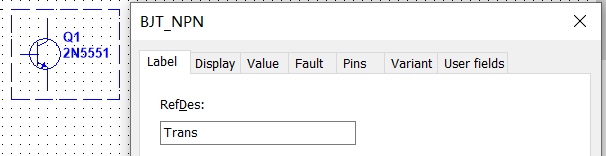 Q1
2N5551
BJT_NPN
Label Display Value Fault Pins Variant User fields
RefDes:
Trans